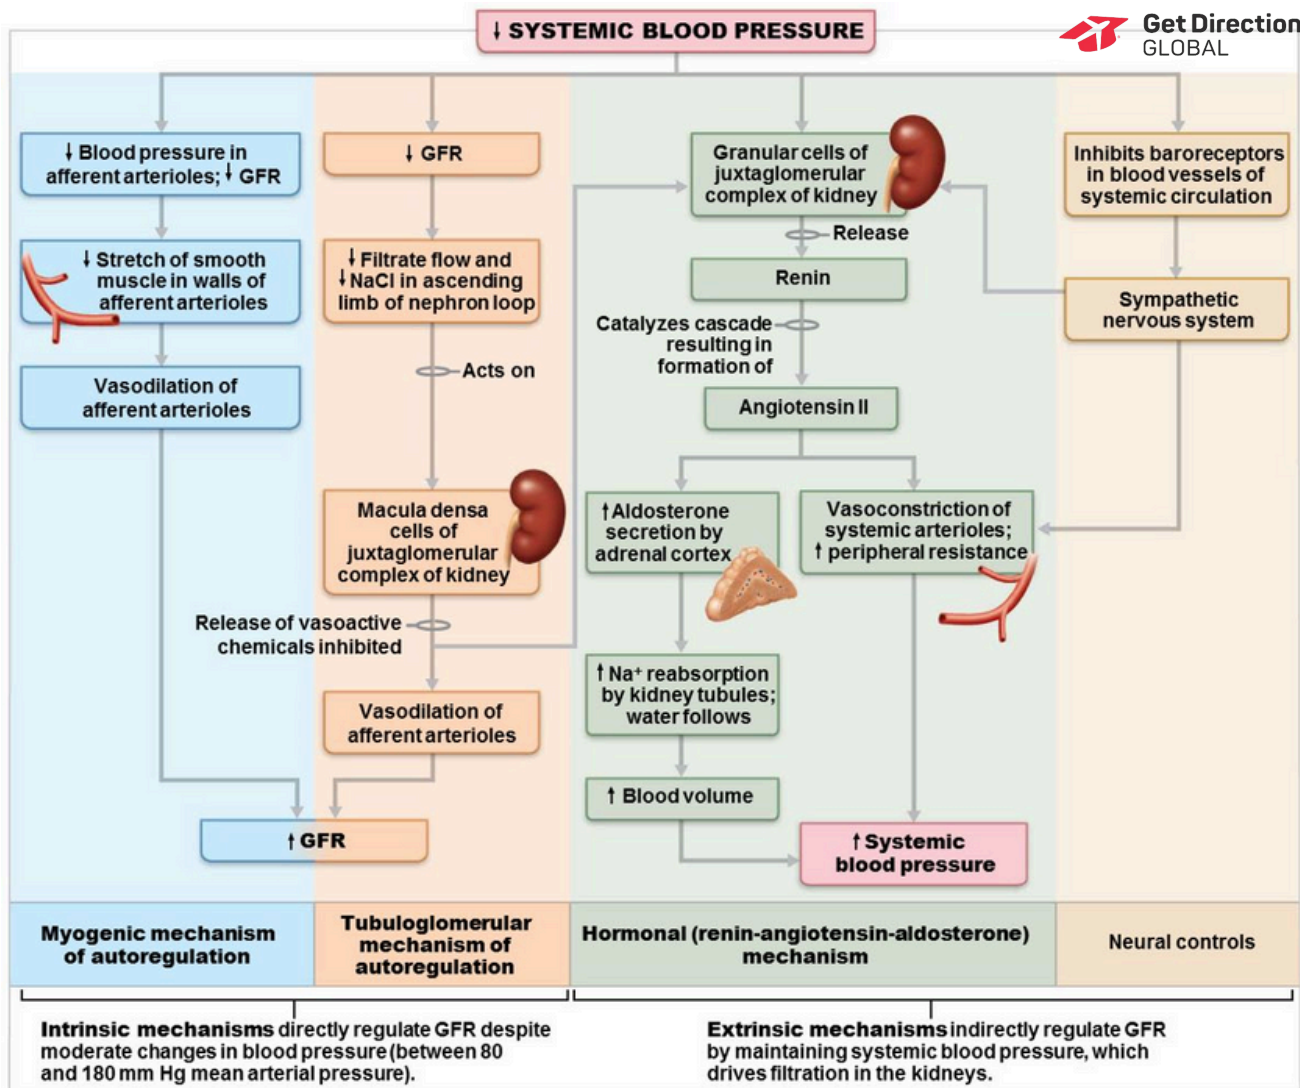 ↓ SYSTEMIC BLOOD PRESSURE
Get Direction
GLOBAL
↓ Blood pressure in
afferent arterioles; ↓ GFR
↓ Stretch of smooth
muscle in walls of
afferent arterioles
Vasodilation of
afferent arterioles
↓ GFR
↓ Filtrate flow and
↓ NaCl in ascending
limb of nephron loop
Acts on
Macula densa
cells of
juxtaglomerular
complex of kidney
Release of vasoactive
chemicals inhibited
Vasodilation of
afferent arterioles
↑ GFR
Granular cells of
juxtaglomerular
complex of kidney
Release
Renin
Catalyzes cascade
resulting in
formation of
Angiotensin II
↑ Aldosterone
secretion by
adrenal cortex
↑ Na⁺ reabsorption
by kidney tubules;
water follows
↑ Blood volume
Vasoconstriction of
systemic arterioles;
↑ peripheral resistance
↑ Systemic
blood pressure
Inhibits baroreceptors
in blood vessels of
systemic circulation
Sympathetic
nervous system
Myogenic mechanism
of autoregulation
Tubuloglomerular
mechanism of
autoregulation
Hormonal (renin-angiotensin-aldosterone)
mechanism
Neural controls
Intrinsic mechanisms directly regulate GFR despite
moderate changes in blood pressure (between 80
and 180 mm Hg mean arterial pressure).
Extrinsic mechanisms indirectly regulate GFR
by maintaining systemic blood pressure, which
drives filtration in the kidneys.